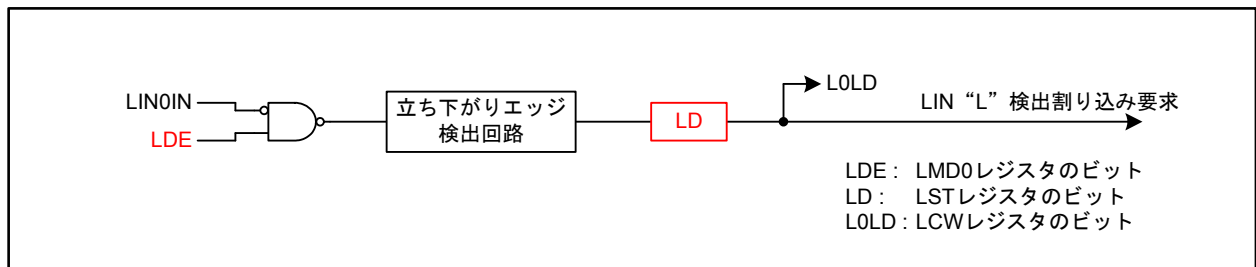 LIN0IN
LDE
立ち下がりエッジ
検出回路
LD
L0LD
LIN “L” 検出割り込み要求
LDE : LMD0レジスタのビット
LD : LSTレジスタのビット
L0LD : LCWレジスタのビット